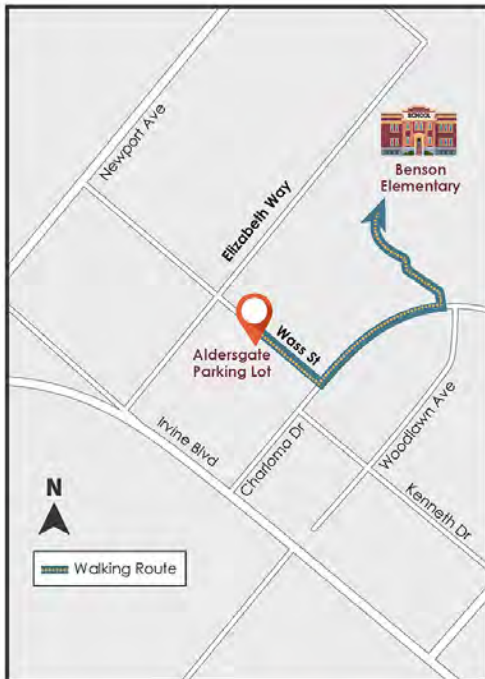 Newport Ave
SCHOOL
Benson
Elementary
Elizabeth Way
Wass St
Aldersgate
Parking Lot
Irvine Blvd
Charloma Dr
Woodlawn Ave
Kenneth Dr
N
Walking Route